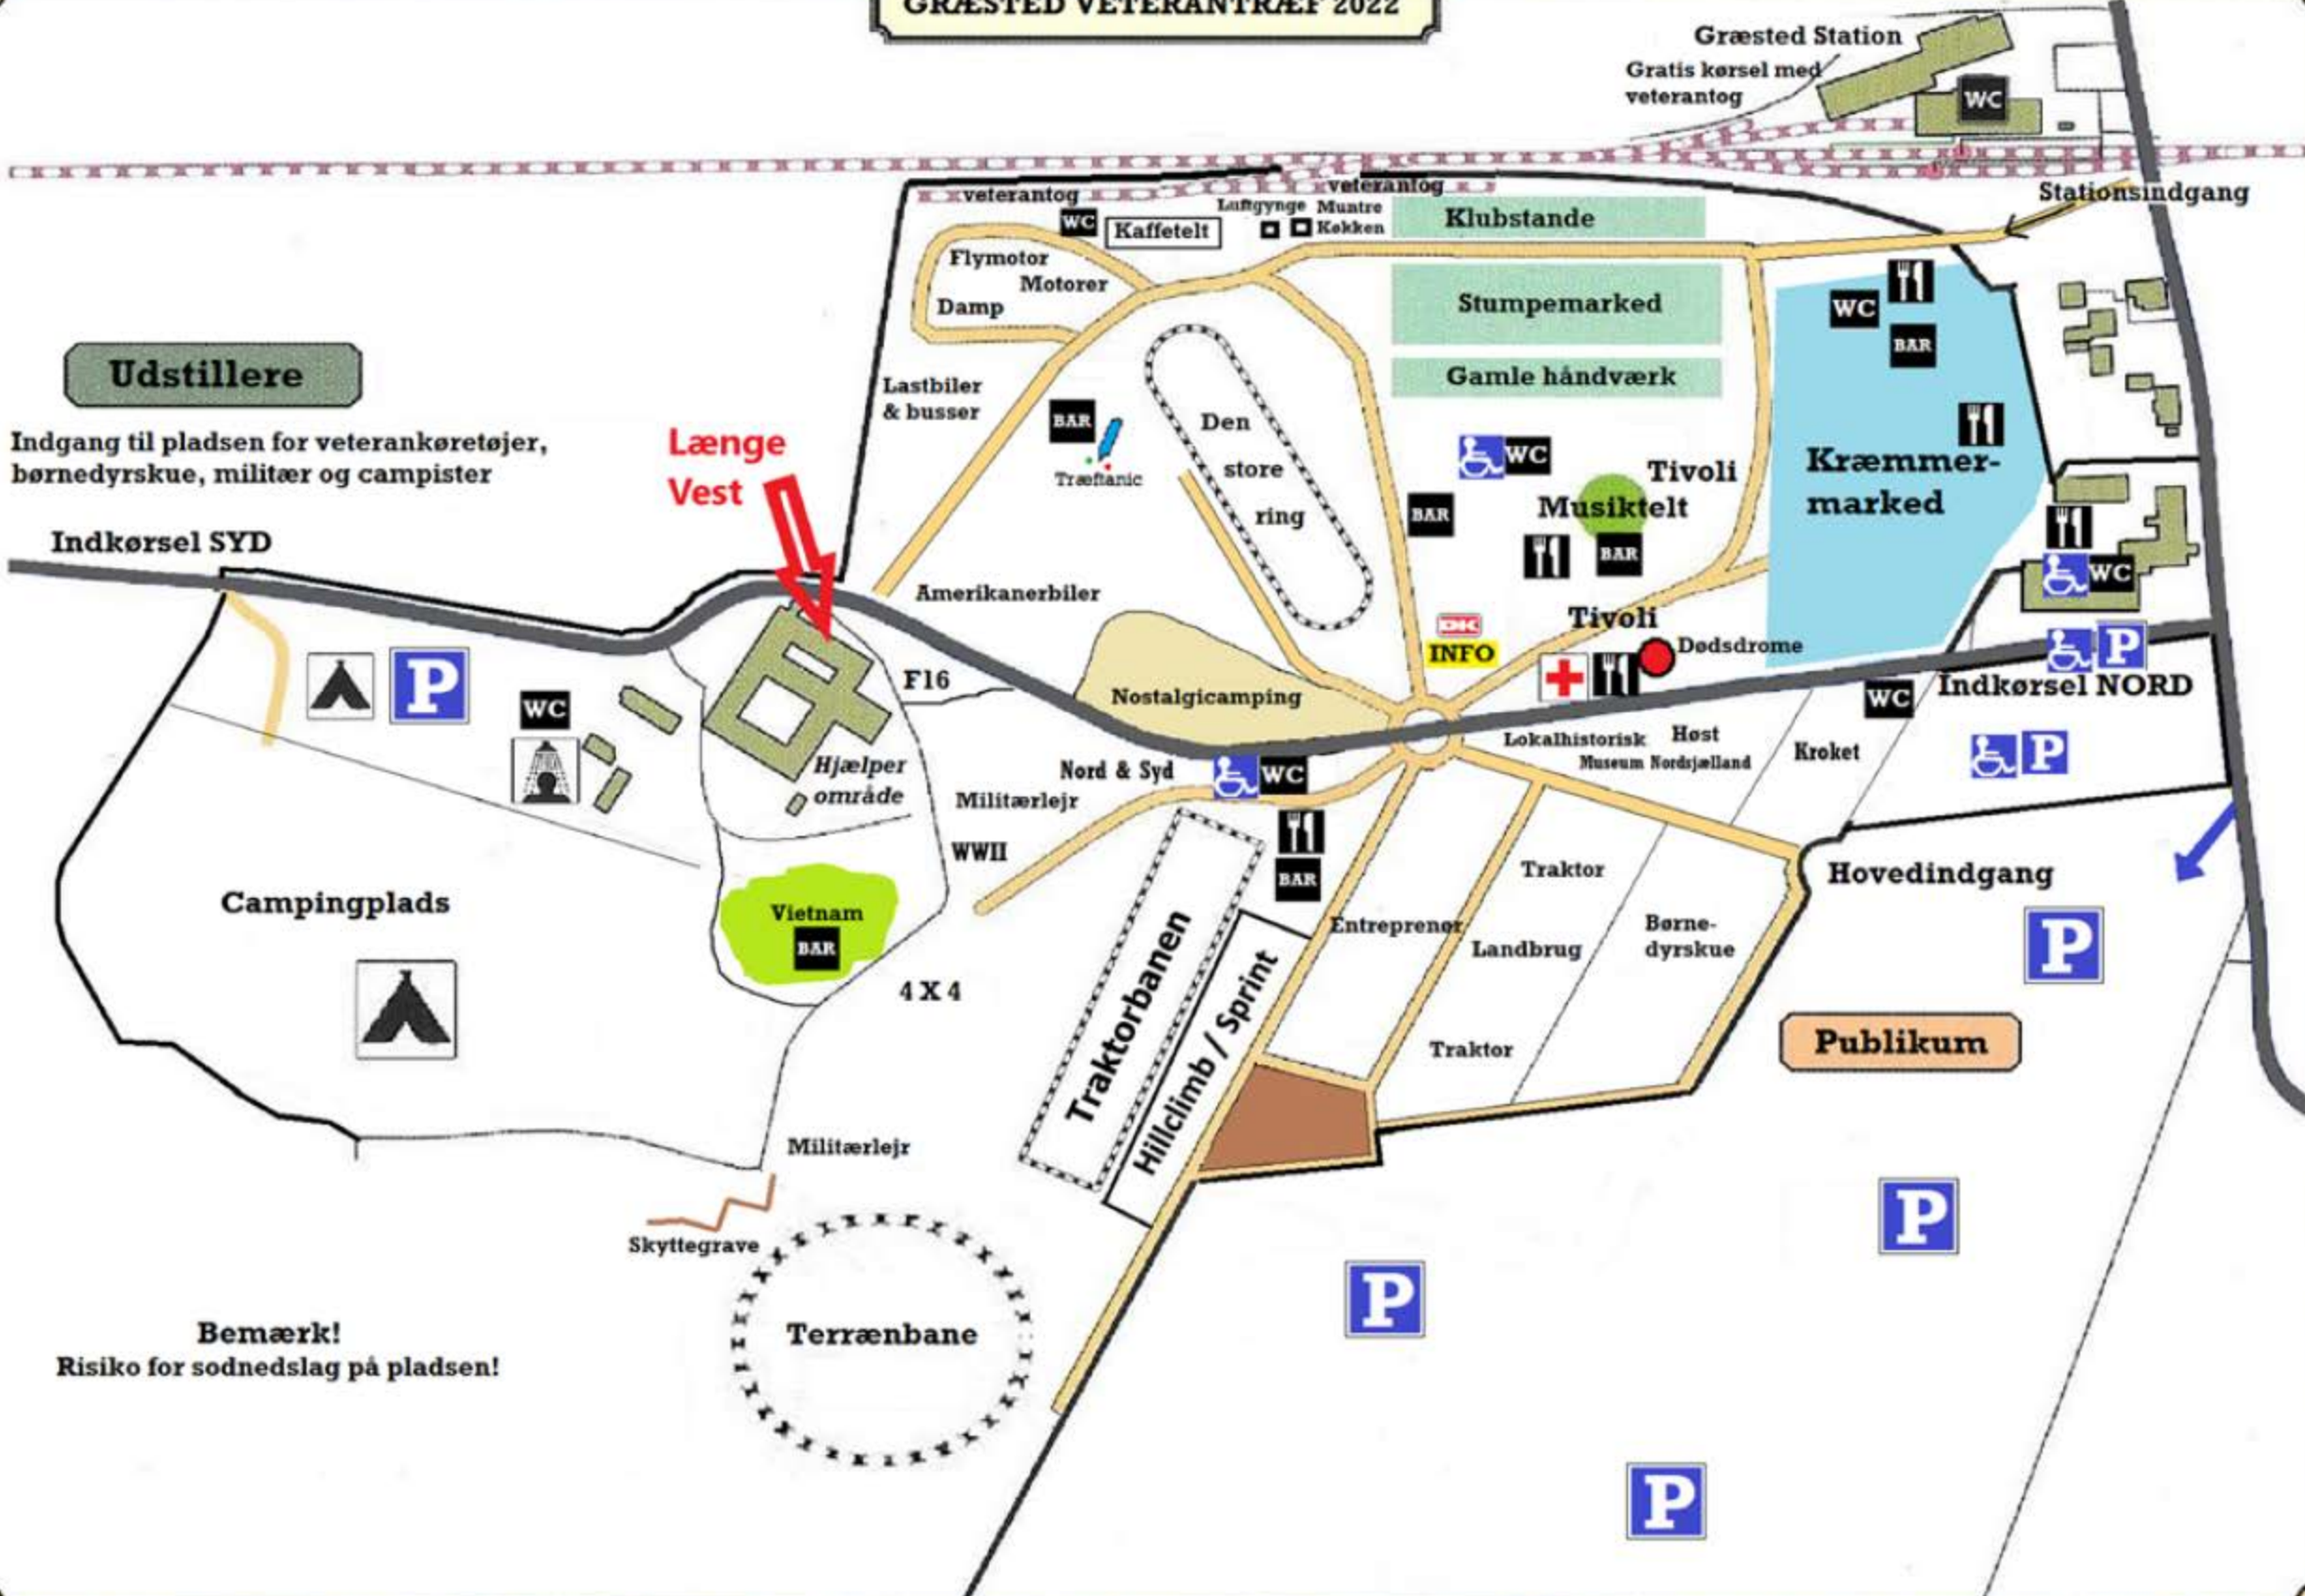 GRÆSTED VETERANTRÆF 2022
Græsted Station
Gratis kørsel med
veterantog
WC
Stationsindgang
veterantog
veterantog
WC
Kaffetelt
Luftgynge
Muntre
Køkken
Klubstande
Flymotor
Motorer
Damp
Stumpemarked
Gamle håndværk
WC
BAR
Kræmmer-
marked
Udstillere
Indgang til pladsen for veterankøretøjer,
børnedyrskue, militær og campister
Indkørsel SYD
Længe
Vest
Lastbiler
& busser
BAR
Træftanic
Den
store
ring
WC
BAR
Tivoli
Musiktelt
BAR
WC
Amerikanerbiler
Tivoli
DK
INFO
Dødsdrome
P
Indkørsel NORD
WC
P
P
WC
F16
Nostalgicamping
Lokalhistorisk
Museum
Høst
Nordsjælland
Kroket
Hjælper
område
Nord & Syd
WC
Militærlejr
WWII
BAR
Campingplads
Vietnam
BAR
4 X 4
Traktorbanen
Hillclimb / Sprint
Entreprenør
Traktor
Landbrug
Traktor
Børne-
dyrskue
Hovedindgang
P
Publikum
Militærlejr
Skyttegrave
Terrænbane
P
P
P
Bemærk!
Risiko for sodnedslag på pladsen!